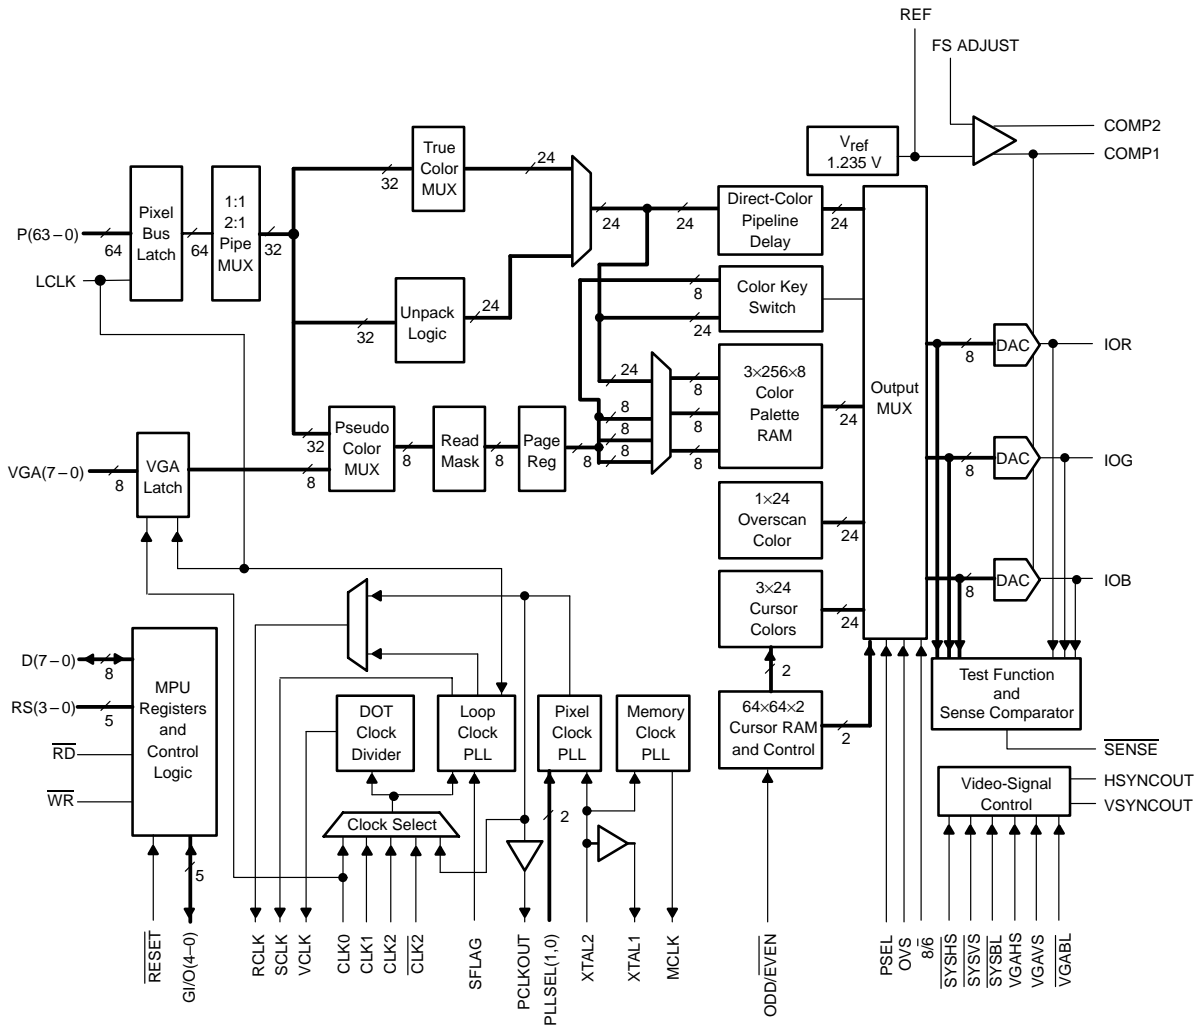 REF
FS ADJUST
COMP2
COMP1
Vref
1.235 V
True
Color
MUX
32
24
Pixel
Bus
Latch
1:1
2:1
Pipe
MUX
P(63–0)
64
64
32
LCLK
24
24
Direct-Color
Pipeline
Delay
24
Unpack
Logic
32
24
8
24
Color Key
Switch
24
8
8
8
8
8
8
3×256×8
Color
Palette
RAM
24
Output
MUX
8
DAC
IOR
Pseudo
Color
MUX
32
8
8
Read
Mask
8
Page
Reg
8
VGA(7-0)
8
VGA
Latch
8
DAC
IOG
1×24
Overscan
Color
24
8
DAC
IOB
3×24
Cursor
Colors
24
2
D(7-0)
8
RS(3-0)
5
RD
WR
MPU
Registers
and
Control
Logic
5
DOT
Clock
Divider
Loop
Clock
PLL
Pixel
Clock
PLL
Memory
Clock
PLL
64×64×2
Cursor RAM
and Control
2
Test Function
and
Sense Comparator
SENSE
Clock Select
2
Video-Signal
Control
HSYNCOUT
VSYNCOUT
RESET
GI/O(4–0)
RCLK
SCLK
VCLK
CLK0
CLK1
CLK2
CLK2
SFLAG
PCLKOUT
PLLSEL(1,0)
XTAL2
XTAL1
MCLK
ODD/EVEN
PSEL
OVS
8/6
SYSHS
SYSVS
SYSBL
VGAHS
VGAVS
VGABL